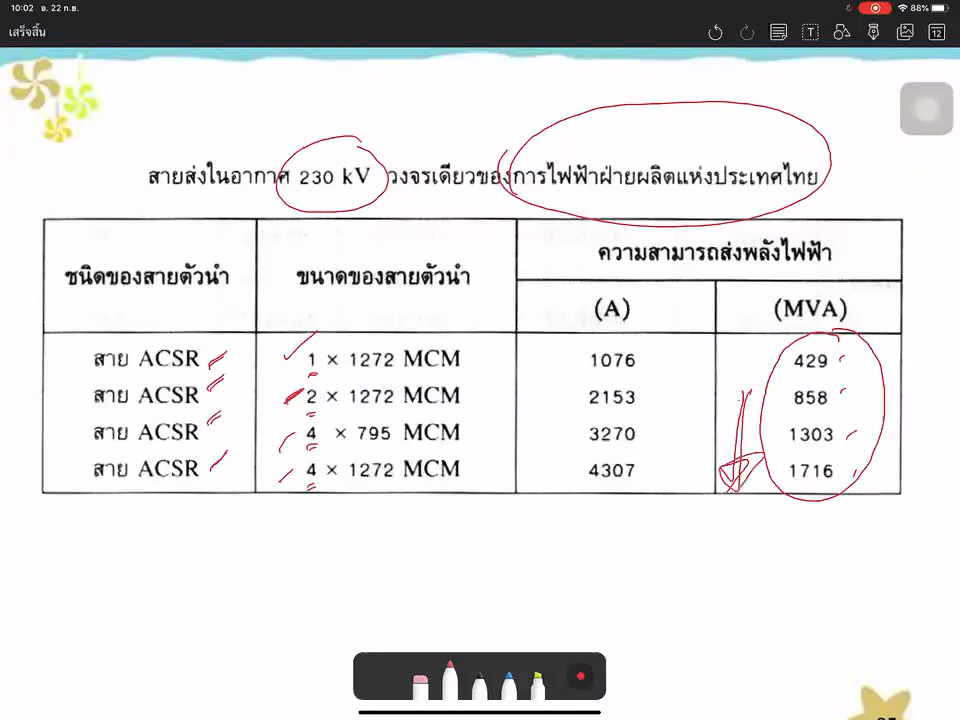 10:02 อ. 22 ก.ย.
88%
เสร็จสิ้น
T
12
สายส่งในอากาศ 230 kV วงจรเดียวของการไฟฟ้าฝ่ายผลิตแห่งประเทศไทย
ชนิดของสายตัวนำ ขนาดของสายตัวนำ ความสามารถส่งพลังไฟฟ้า
(A) (MVA)
สาย ACSR 1 × 1272 MCM 1076 429
สาย ACSR 2 × 1272 MCM 2153 858
สาย ACSR 4 × 795 MCM 3270 1303
สาย ACSR 4 × 1272 MCM 4307 1716